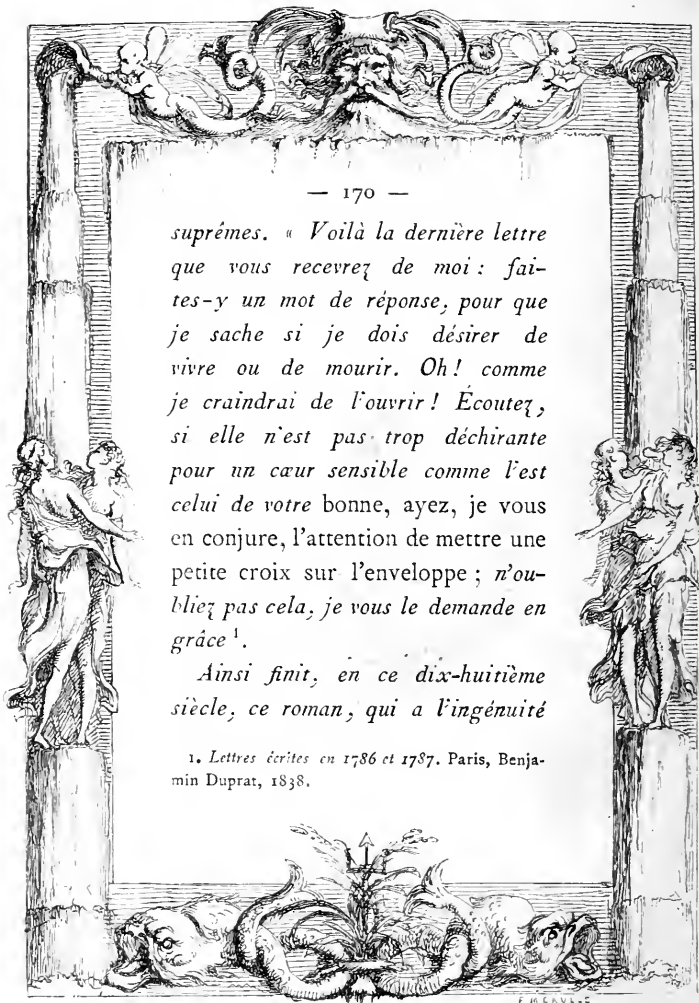 — 170 —
suprêmes. « Voilà la dernière lettre
que vous recevrez de moi : fai-
tes-y un mot de réponse, pour que
je sache si je dois désirer de
vivre ou de mourir. Oh ! comme
je craindrai de l'ouvrir ! Écoutez,
si elle n'est pas trop déchirante
pour un cœur sensible comme l'est
celui de votre bonne, ayez, je vous
en conjure, l'attention de mettre une
petite croix sur l'enveloppe ; n'ou-
bliez pas cela, je vous le demande en
grâce 1.
Ainsi finit, en ce dix-huitième
siècle, ce roman, qui a l'ingénuité
1. Lettres écrites en 1786 et 1787. Paris, Benja-
min Duprat, 1838.